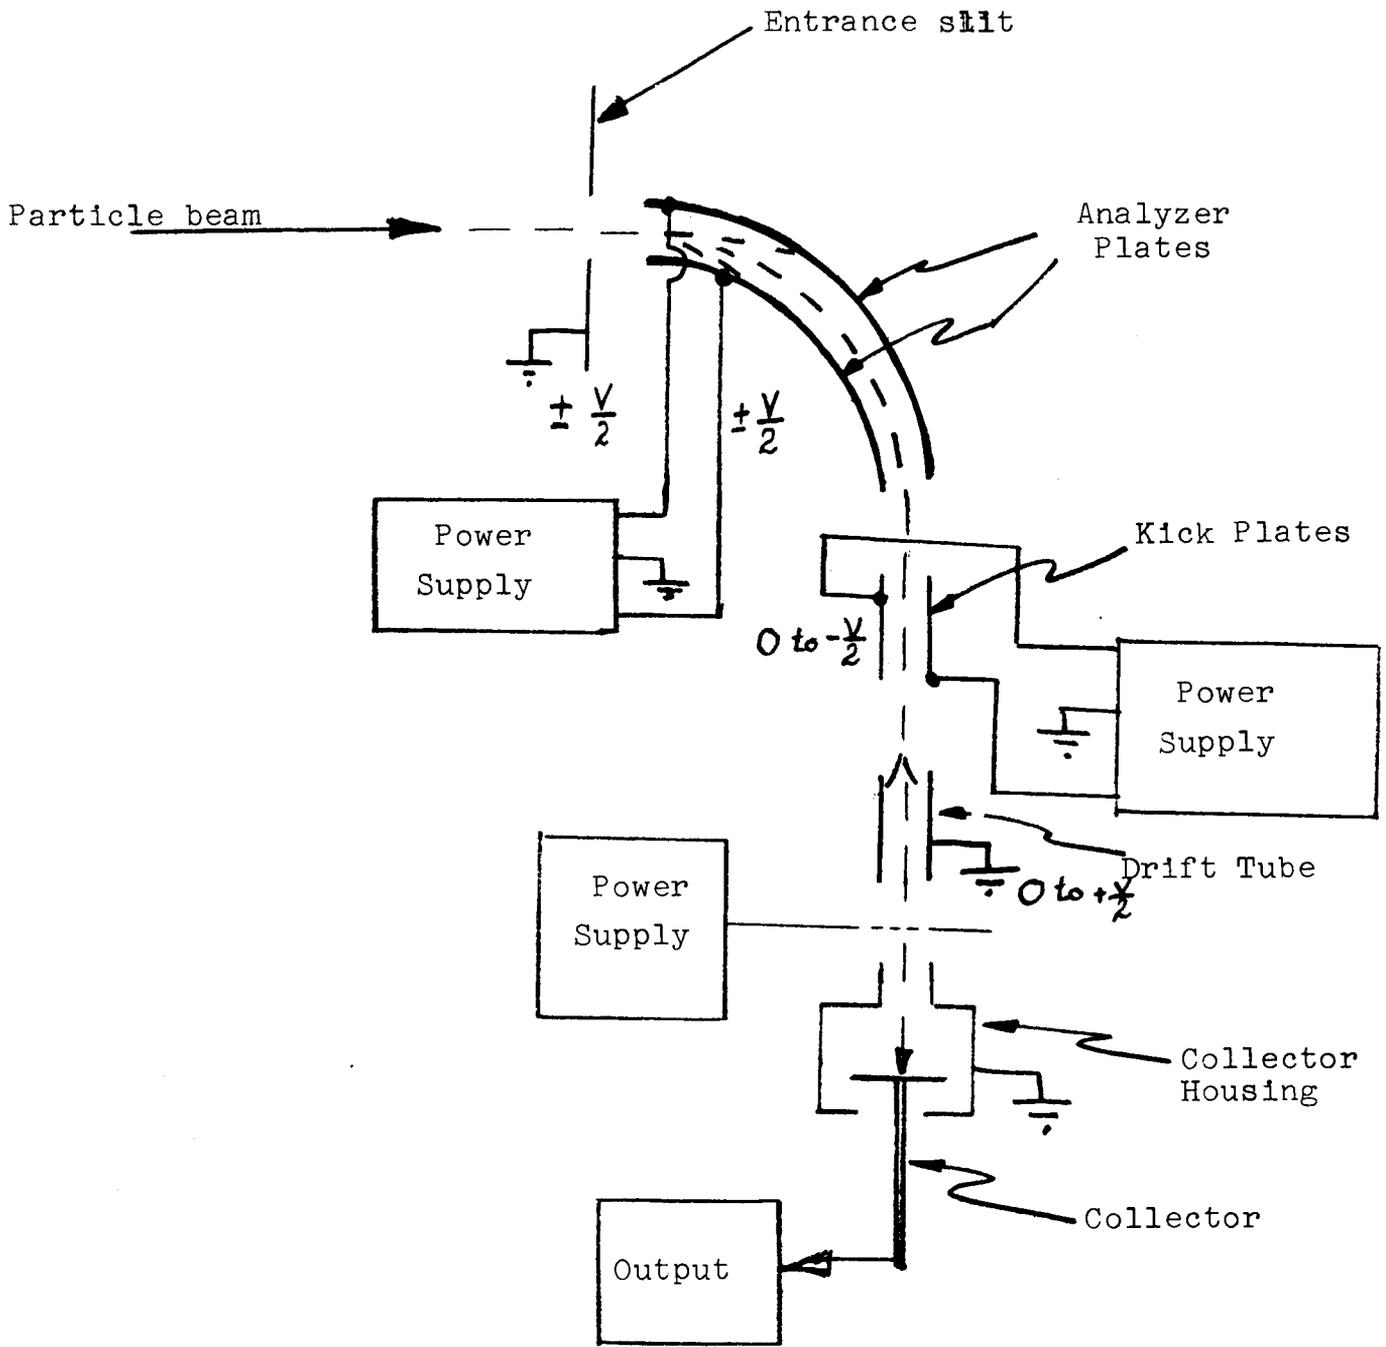 Entrance slit
Particle beam
Analyzer
Plates
± V/2
± V/2
Power
Supply
Kick Plates
0 to -V/2
Power
Supply
Drift Tube
0 to +V/2
Power
Supply
Collector
Housing
Collector
Output